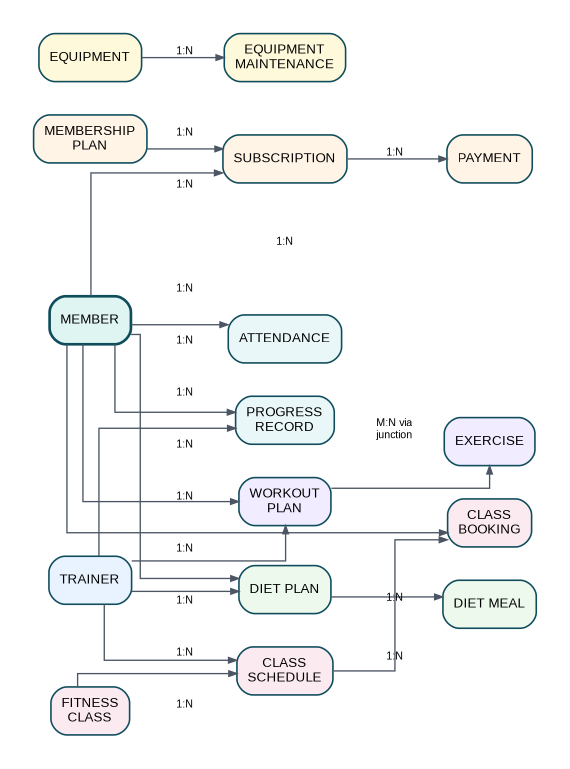 1:N
EQUIPMENT
EQUIPMENT
MAINTENANCE
1:N
MEMBERSHIP
PLAN
SUBSCRIPTION
1:N
PAYMENT
1:N
1:N
1:N
MEMBER
ATTENDANCE
1:N
1:N
PROGRESS
RECORD
M:N via
junction
1:N
EXERCISE
WORKOUT
PLAN
1:N
CLASS
BOOKING
1:N
TRAINER
DIET PLAN
1:N
1:N
DIET MEAL
1:N
CLASS
SCHEDULE
1:N
FITNESS
CLASS
1:N